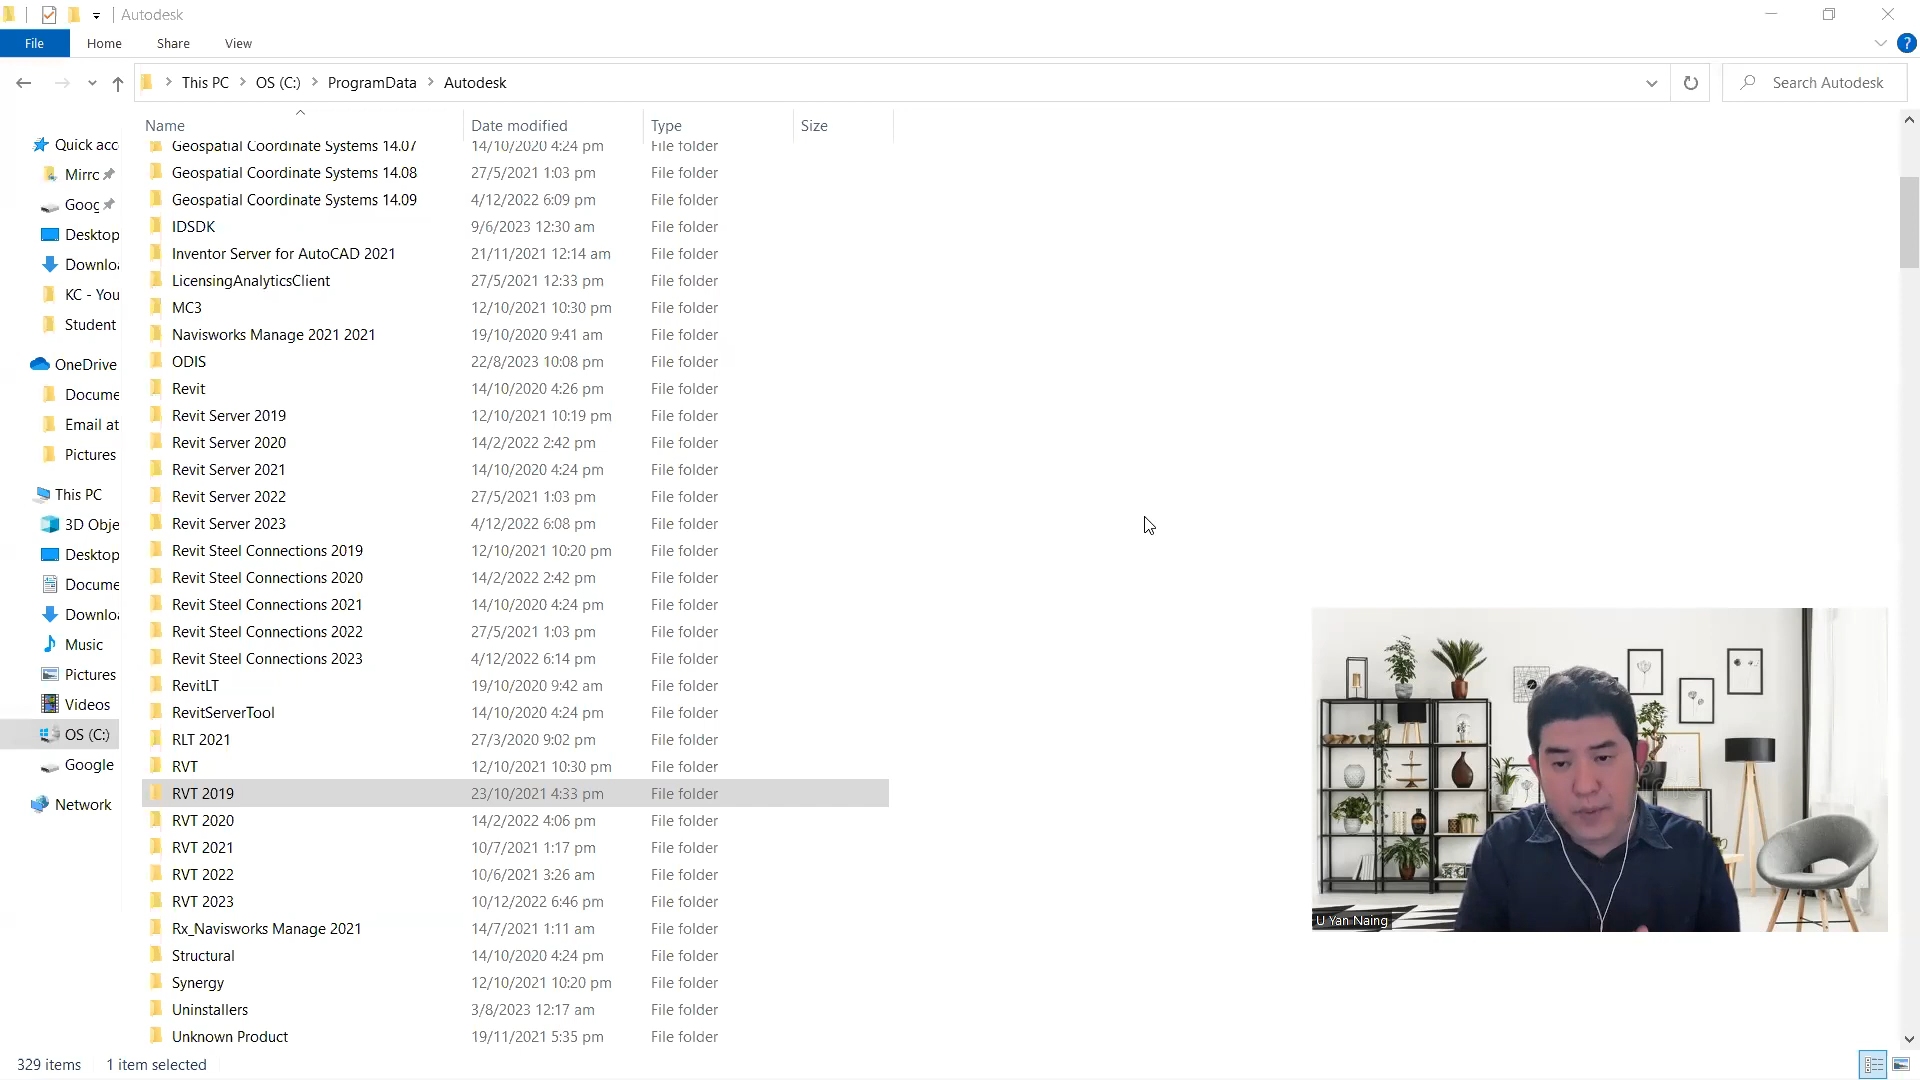 Autodesk
File Home Share View
This PC OS (C:) ProgramData Autodesk
Search Autodesk
Name Date modified Type Size
Geospatial Coordinate Systems 14.07 14/10/2020 4:24 pm File folder
Geospatial Coordinate Systems 14.08 27/5/2021 1:03 pm File folder
Geospatial Coordinate Systems 14.09 4/12/2022 6:09 pm File folder
IDSDK 9/6/2023 12:30 am File folder
Inventor Server for AutoCAD 2021 21/11/2021 12:14 am File folder
LicensingAnalyticsClient 27/5/2021 12:33 pm File folder
MC3 12/10/2021 10:30 pm File folder
Navisworks Manage 2021 2021 19/10/2020 9:41 am File folder
ODIS 22/8/2023 10:08 pm File folder
Revit 14/10/2020 4:26 pm File folder
Revit Server 2019 12/10/2021 10:19 pm File folder
Revit Server 2020 14/2/2022 2:42 pm File folder
Revit Server 2021 14/10/2020 4:24 pm File folder
Revit Server 2022 27/5/2021 1:03 pm File folder
Revit Server 2023 4/12/2022 6:08 pm File folder
Revit Steel Connections 2019 12/10/2021 10:20 pm File folder
Revit Steel Connections 2020 14/2/2022 2:42 pm File folder
Revit Steel Connections 2021 14/10/2020 4:24 pm File folder
Revit Steel Connections 2022 27/5/2021 1:03 pm File folder
Revit Steel Connections 2023 4/12/2022 6:14 pm File folder
RevitLT 19/10/2020 9:42 am File folder
RevitServerTool 14/10/2020 4:24 pm File folder
RLT 2021 27/3/2020 9:02 pm File folder
RVT 12/10/2021 10:30 pm File folder
RVT 2019 23/10/2021 4:33 pm File folder
RVT 2020 14/2/2022 4:06 pm File folder
RVT 2021 10/7/2021 1:17 pm File folder
RVT 2022 10/6/2021 3:26 am File folder
RVT 2023 10/12/2022 6:46 pm File folder
Rx_Navisworks Manage 2021 14/7/2021 1:11 am File folder
Structural 14/10/2020 4:24 pm File folder
Synergy 12/10/2021 10:20 pm File folder
Uninstallers 3/8/2023 12:17 am File folder
Unknown Product 19/11/2021 5:35 pm File folder
Quick acc
Mirrc
Goog
Desktop
Downlo
KC - You
Student
OneDrive
Docume
Email at
Pictures
This PC
3D Obje
Desktop
Docume
Downlo
Music
Pictures
Videos
OS (C:)
Google
Network
U Yan Naing
329 items 1 item selected